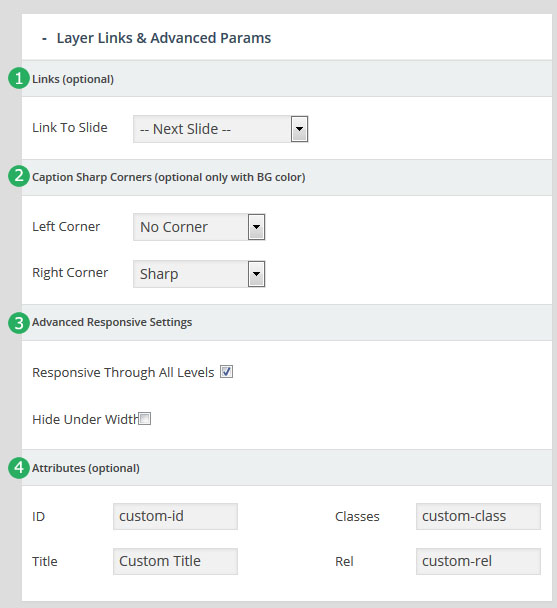 - Layer Links & Advanced Params
1 Links (optional)
Link To Slide -- Next Slide --
2 Caption Sharp Corners (optional only with BG color)
Left Corner No Corner
Right Corner Sharp
3 Advanced Responsive Settings
Responsive Through All Levels
Hide Under Width
4 Attributes (optional)
ID custom-id Classes custom-class
Title Custom Title Rel custom-rel